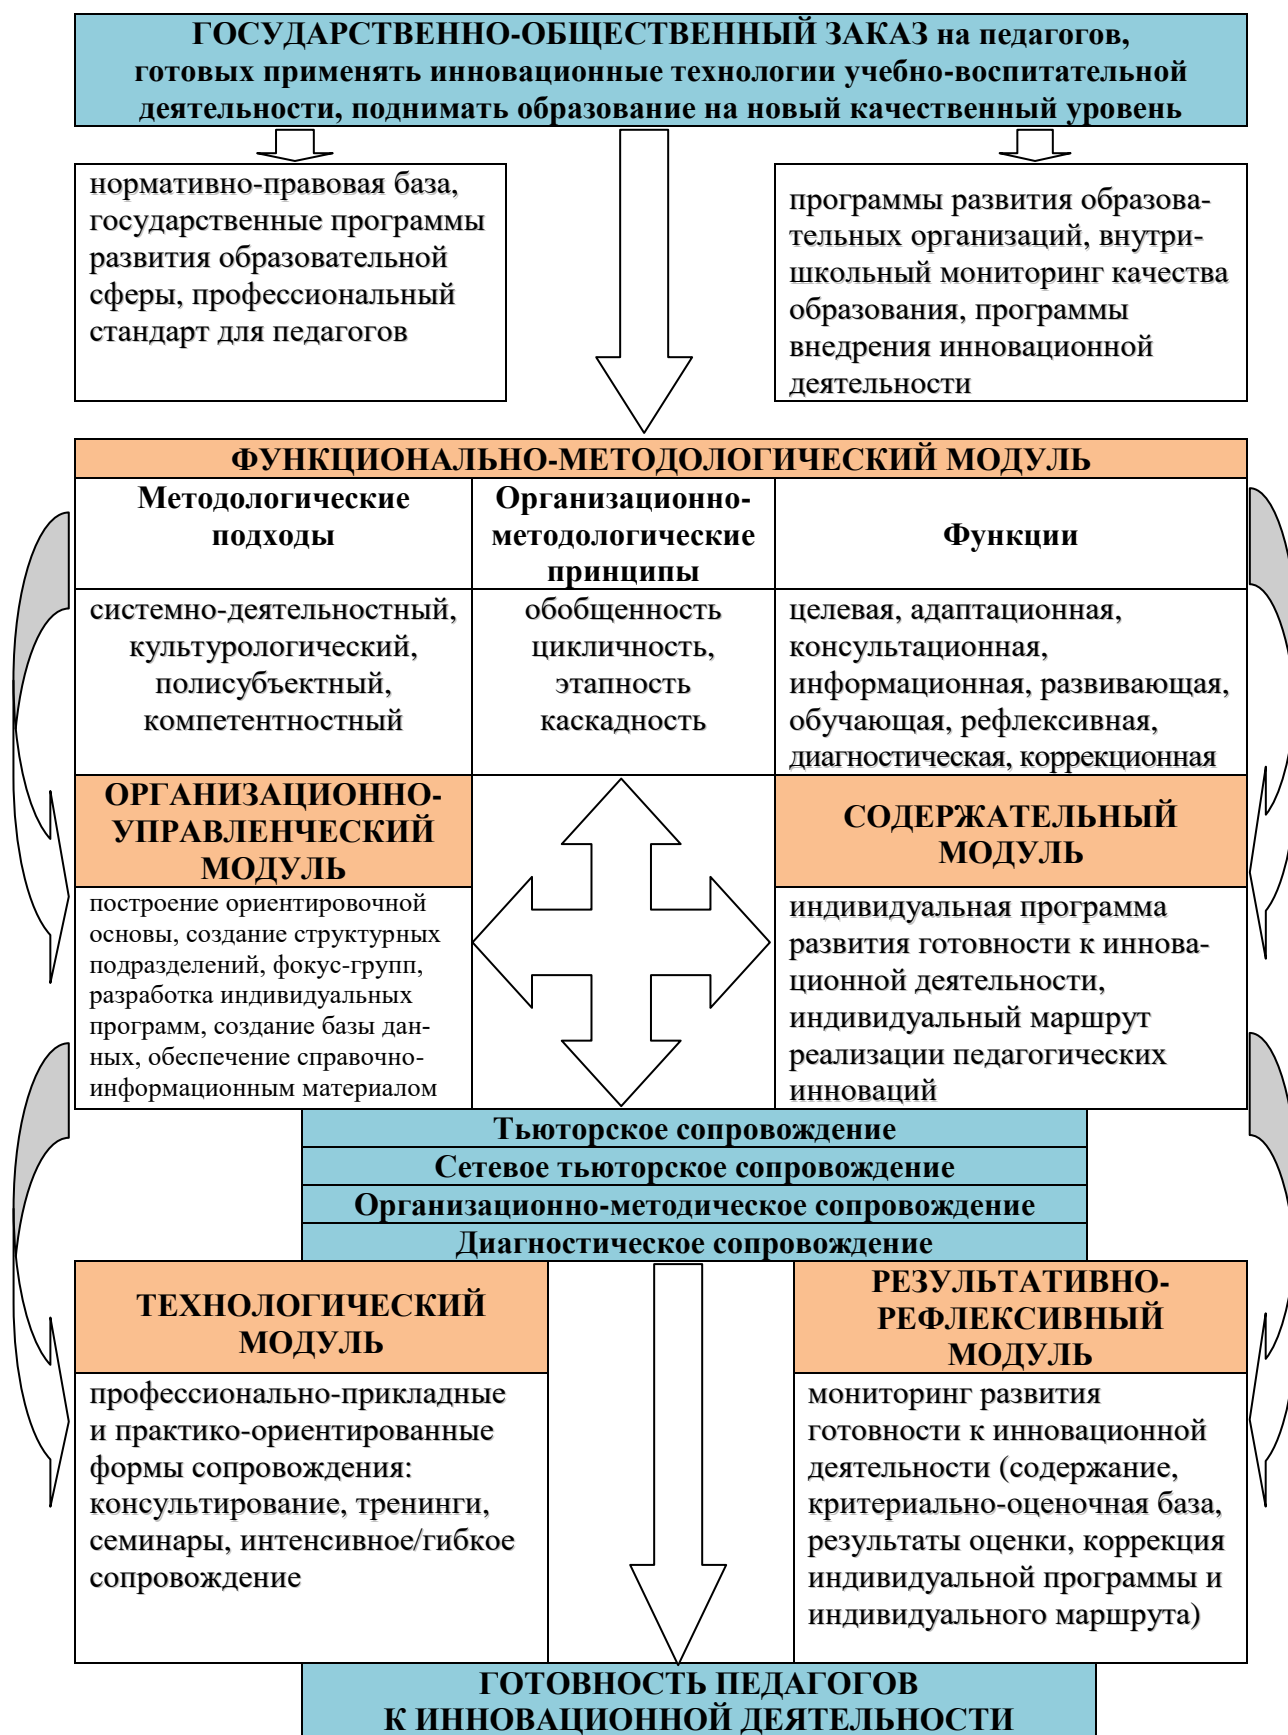 ГОСУДАРСТВЕННО-ОБЩЕСТВЕННЫЙ ЗАКАЗ на педагогов,
готовых применять инновационные технологии учебно-воспитательной
деятельности, поднимать образование на новый качественный уровень
нормативно-правовая база,
государственные программы
развития образовательной
сферы, профессиональный
стандарт для педагогов
программы развития образова-
тельных организаций, внутри-
школьный мониторинг качества
образования, программы
внедрения инновационной
деятельности
ФУНКЦИОНАЛЬНО-МЕТОДОЛОГИЧЕСКИЙ МОДУЛЬ
Методологические
подходы
Организационно-
методологические
принципы
Функции
системно-деятельностный,
культурологический,
полисубъектный,
компетентностный
обобщенность
цикличность,
этапность
каскадность
целевая, адаптационная,
консультационная,
информационная, развивающая,
обучающая, рефлексивная,
диагностическая, коррекционная
ОРГАНИЗАЦИОННО-
УПРАВЛЕНЧЕСКИЙ
МОДУЛЬ
СОДЕРЖАТЕЛЬНЫЙ
МОДУЛЬ
построение ориентировочной
основы, создание структурных
подразделений, фокус-групп,
разработка индивидуальных
программ, создание базы дан-
ных, обеспечение справочно-
информационным материалом
индивидуальная программа
развития готовности к иннова-
ционной деятельности,
индивидуальный маршрут
реализации педагогических
инноваций
Тьюторское сопровождение
Сетевое тьюторское сопровождение
Организационно-методическое сопровождение
Диагностическое сопровождение
ТЕХНОЛОГИЧЕСКИЙ
МОДУЛЬ
РЕЗУЛЬТАТИВНО-
РЕФЛЕКСИВНЫЙ
МОДУЛЬ
профессионально-прикладные
и практико-ориентированные
формы сопровождения:
консультирование, тренинги,
семинары, интенсивное/гибкое
сопровождение
мониторинг развития
готовности к инновационной
деятельности (содержание,
критериально-оценочная база,
результаты оценки, коррекция
индивидуальной программы и
индивидуального маршрута)
ГОТОВНОСТЬ ПЕДАГОГОВ
К ИННОВАЦИОННОЙ ДЕЯТЕЛЬНОСТИ